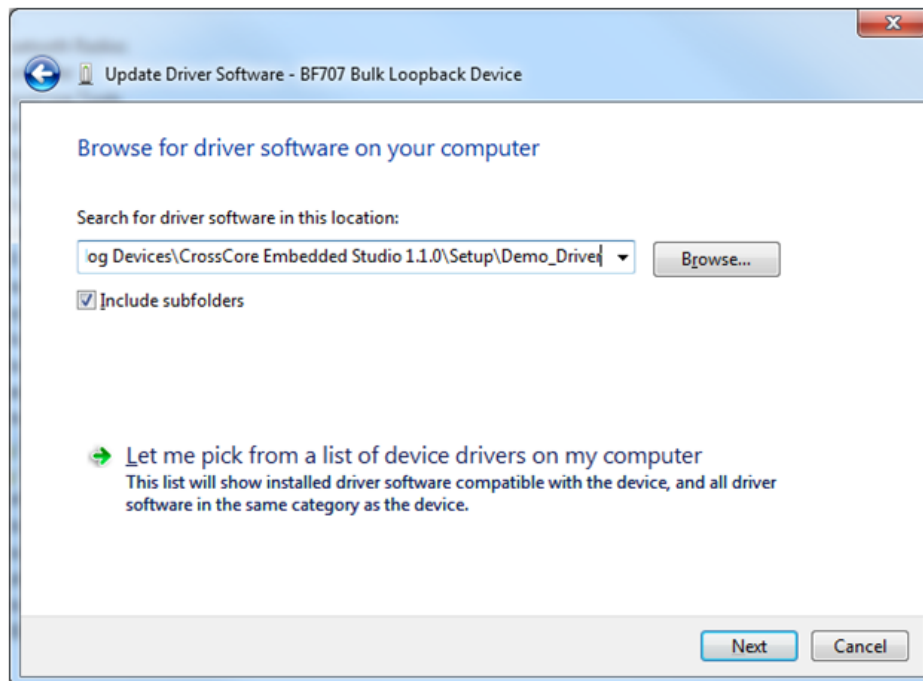 Update Driver Software - BF707 Bulk Loopback Device
Browse for driver software on your computer
Search for driver software in this location:
og Devices\CrossCore Embedded Studio 1.1.0\Setup\Demo_Driver
Browse...
Include subfolders
Let me pick from a list of device drivers on my computer
This list will show installed driver software compatible with the device, and all driver
software in the same category as the device.
Next
Cancel